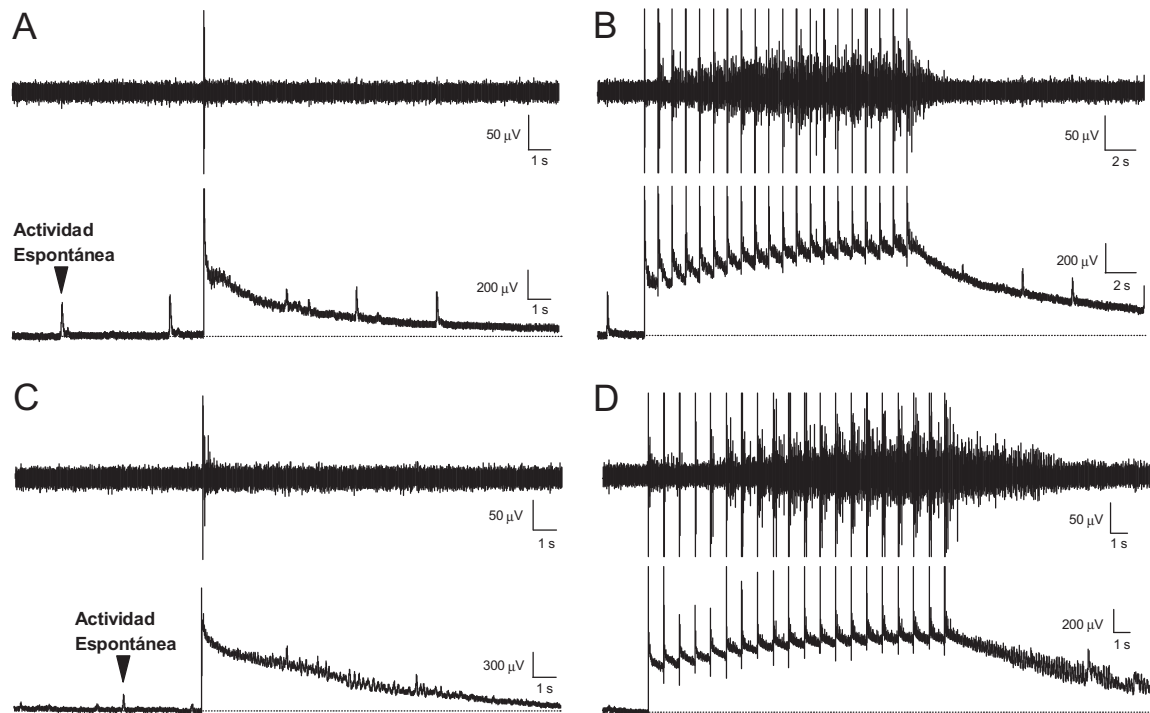 A
50 µV
1 s
Actividad
Espontánea
200 µV
1 s
B
50 µV
2 s
200 µV
2 s
C
50 µV
1 s
Actividad
Espontánea
300 µV
1 s
D
50 µV
1 s
200 µV
1 s